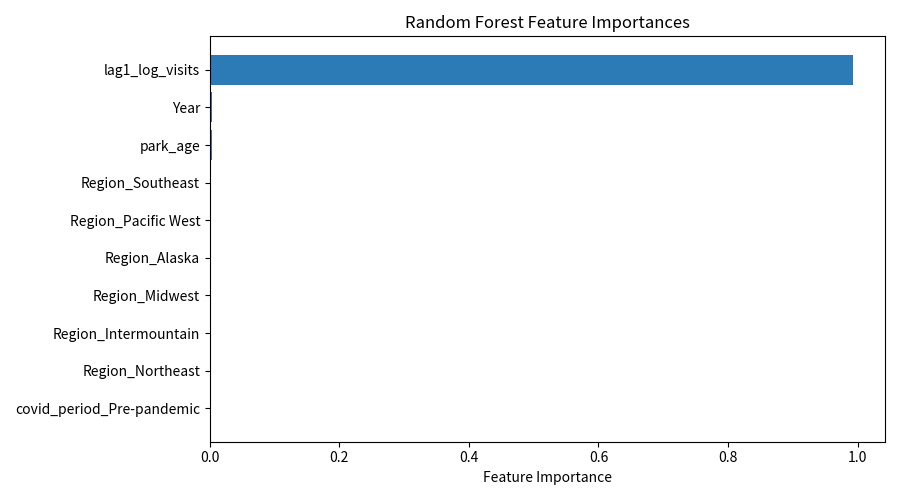 Random Forest Feature Importances
lag1_log_visits
Year
park_age
Region_Southeast
Region_Pacific West
Region_Alaska
Region_Midwest
Region_Intermountain
Region_Northeast
covid_period_Pre-pandemic
0.0 0.2 0.4 0.6 0.8 1.0
Feature Importance